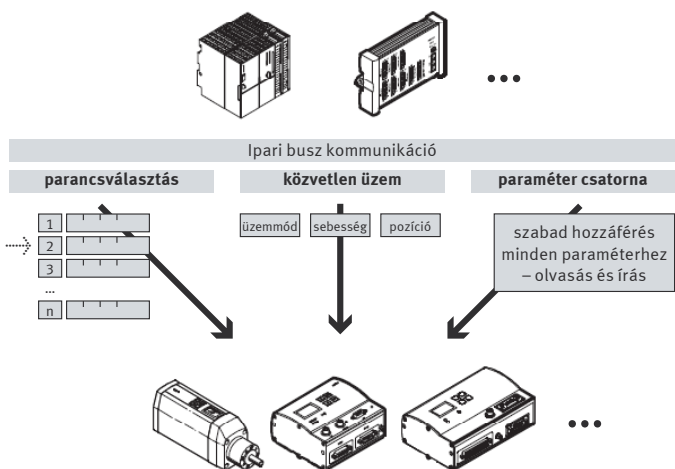 Ipari busz kommunikáció
parancsválasztás
közvetlen üzem
paraméter csatorna
1
2
3
...
n
üzemmód
sebesség
pozíció
szabad hozzáférés
minden paraméterhez
– olvasás és írás